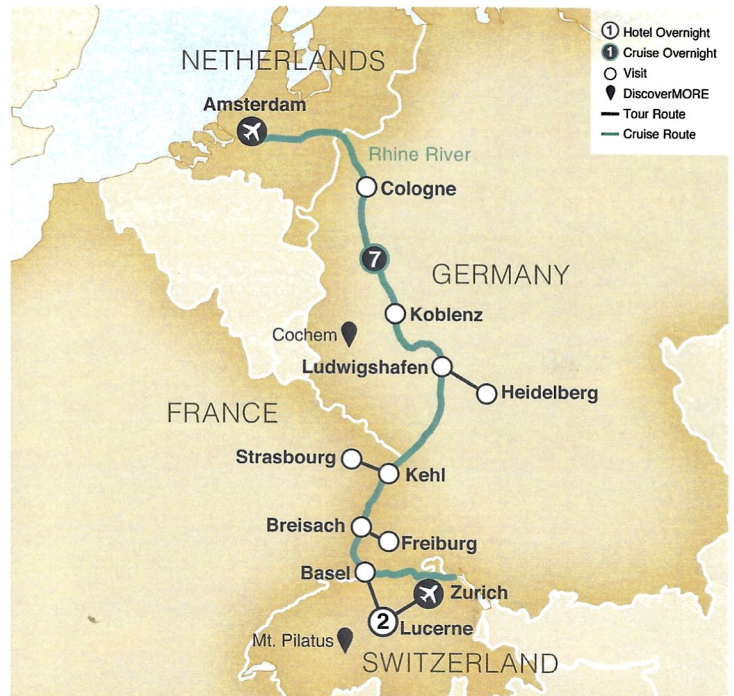 1 Hotel Overnight
1 Cruise Overnight
Visit
DiscoverMORE
Tour Route
Cruise Route
NETHERLANDS
Amsterdam
Rhine River
Cologne
7
GERMANY
Koblenz
Cochem
Ludwigshafen
Heidelberg
FRANCE
Strasbourg
Kehl
Breisach
Freiburg
Basel
Zurich
2
Lucerne
Mt. Pilatus
SWITZERLAND